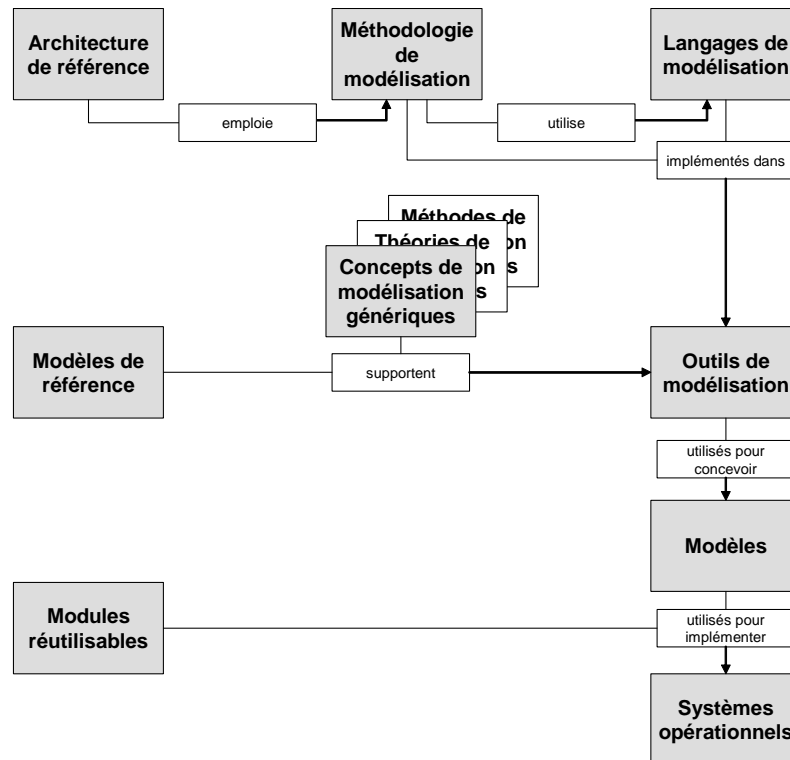 Architecture
de référence
Méthodologie
de
modélisation
Langages de
modélisation
emploie
utilise
implémentés dans
Méthodes de
on
s
Théories de
on
s
Concepts de
modélisation
génériques
Modèles de
référence
supportent
Outils de
modélisation
utilisés pour
concevoir
Modèles
Modules
réutilisables
utilisés pour
implémenter
Systèmes
opérationnels